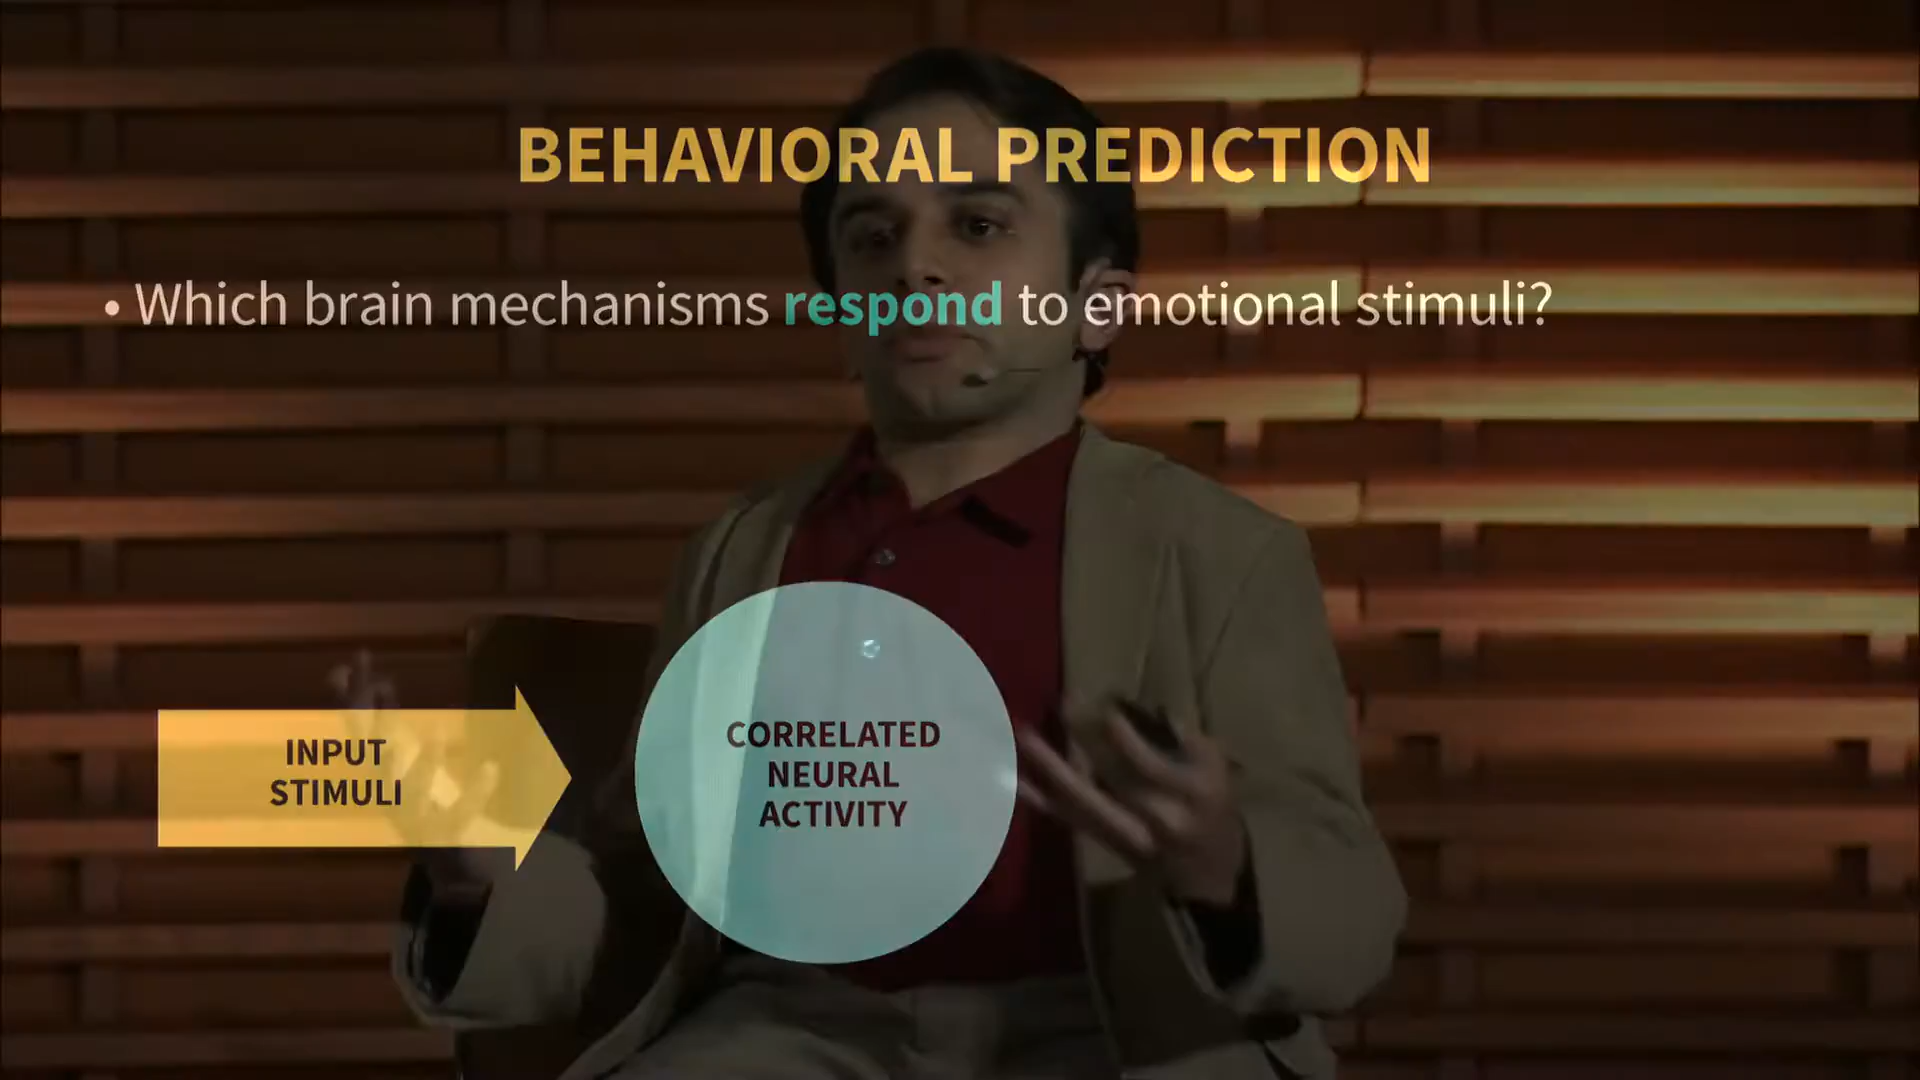 BEHAVIORAL PREDICTION
• Which brain mechanisms respond to emotional stimuli?
INPUT
STIMULI
CORRELATED
NEURAL
ACTIVITY